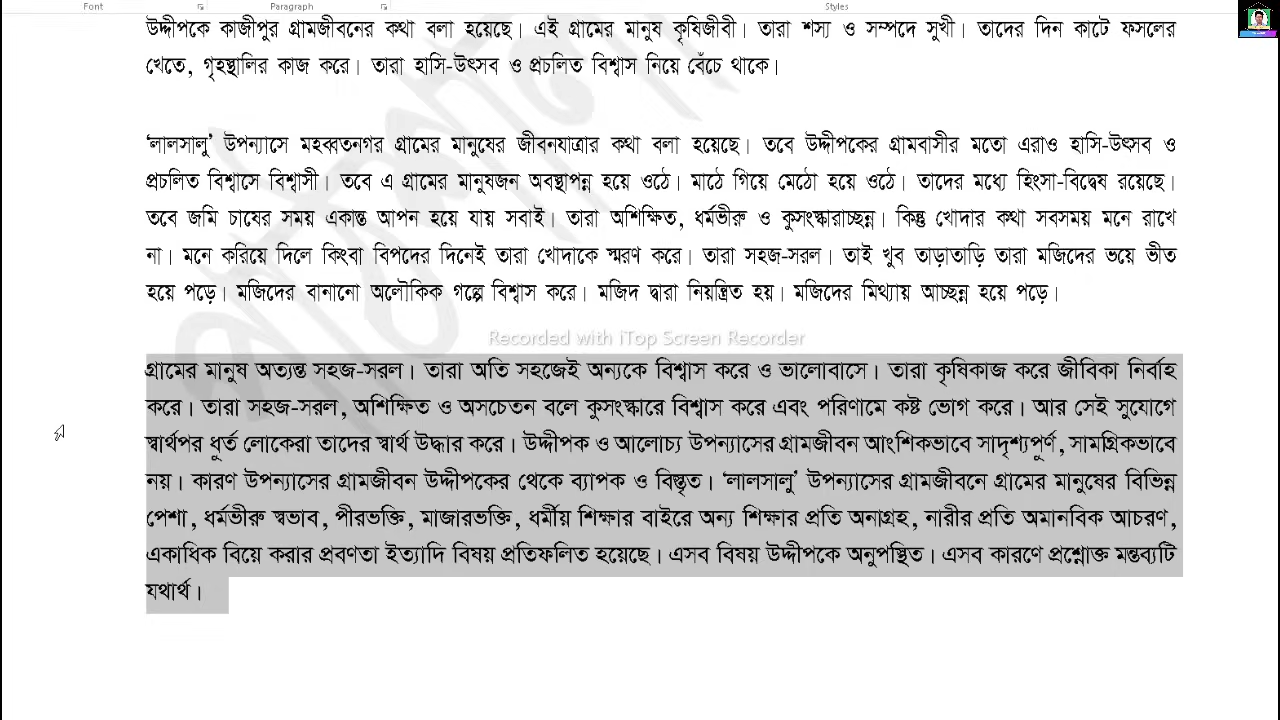 Font Paragraph Styles
উদ্দীপকে কাজীপুর গ্রামজীবনের কথা বলা হয়েছে। এই গ্রামের মানুষ কৃষিজীবী। তারা শস্য ও সম্পদে সুখী। তাদের দিন কাটে ফসলের
খেতে, গৃহস্থালির কাজ করে। তারা হাসি-উৎসব ও প্রচলিত বিশ্বাস নিয়ে বেঁচে থাকে।
‘লালসালু’ উপন্যাসে মহব্বতনগর গ্রামের মানুষের জীবনযাত্রার কথা বলা হয়েছে। তবে উদ্দীপকের গ্রামবাসীর মতো এরাও হাসি-উৎসব ও
প্রচলিত বিশ্বাসে বিশ্বাসী। তবে এ গ্রামের মানুষজন অবস্থাপন্ন হয়ে ওঠে। মাঠে গিয়ে মেঠো হয়ে ওঠে। তাদের মধ্যে হিংসা-বিদ্বেষ রয়েছে।
তবে জমি চাষের সময় একান্ত আপন হয়ে যায় সবাই। তারা অশিক্ষিত, ধর্মভীরু ও কুসংস্কারাচ্ছন্ন। কিন্তু খোদার কথা সবসময় মনে রাখে
না। মনে করিয়ে দিলে কিংবা বিপদের দিনেই তারা খোদাকে স্মরণ করে। তারা সহজ-সরল। তাই খুব তাড়াতাড়ি তারা মজিদের ভয়ে ভীত
হয়ে পড়ে। মজিদের বানানো অলৌকিক গল্পে বিশ্বাস করে। মজিদ দ্বারা নিয়ন্ত্রিত হয়। মজিদের মিথ্যায় আচ্ছন্ন হয়ে পড়ে।
Recorded with iTop Screen Recorder
গ্রামের মানুষ অত্যন্ত সহজ-সরল। তারা অতি সহজেই অন্যকে বিশ্বাস করে ও ভালোবাসে। তারা কৃষিকাজ করে জীবিকা নির্বাহ
করে। তারা সহজ-সরল, অশিক্ষিত ও অসচেতন বলে কুসংস্কারে বিশ্বাস করে এবং পরিণামে কষ্ট ভোগ করে। আর সেই সুযোগে
স্বার্থপর ধূর্ত লোকেরা তাদের স্বার্থ উদ্ধার করে। উদ্দীপক ও আলোচ্য উপন্যাসের গ্রামজীবন আংশিকভাবে সাদৃশ্যপূর্ণ, সামগ্রিকভাবে
নয়। কারণ উপন্যাসের গ্রামজীবন উদ্দীপকের থেকে ব্যাপক ও বিস্তৃত। ‘লালসালু’ উপন্যাসের গ্রামজীবনে গ্রামের মানুষের বিভিন্ন
পেশা, ধর্মভীরু স্বভাব, পীরভক্তি, মাজারভক্তি, ধর্মীয় শিক্ষার বাইরে অন্য শিক্ষার প্রতি অনাগ্রহ, নারীর প্রতি অমানবিক আচরণ,
একাধিক বিয়ে করার প্রবণতা ইত্যাদি বিষয় প্রতিফলিত হয়েছে। এসব বিষয় উদ্দীপকে অনুপস্থিত। এসব কারণে প্রশ্নোক্ত মন্তব্যটি
যথার্থ।